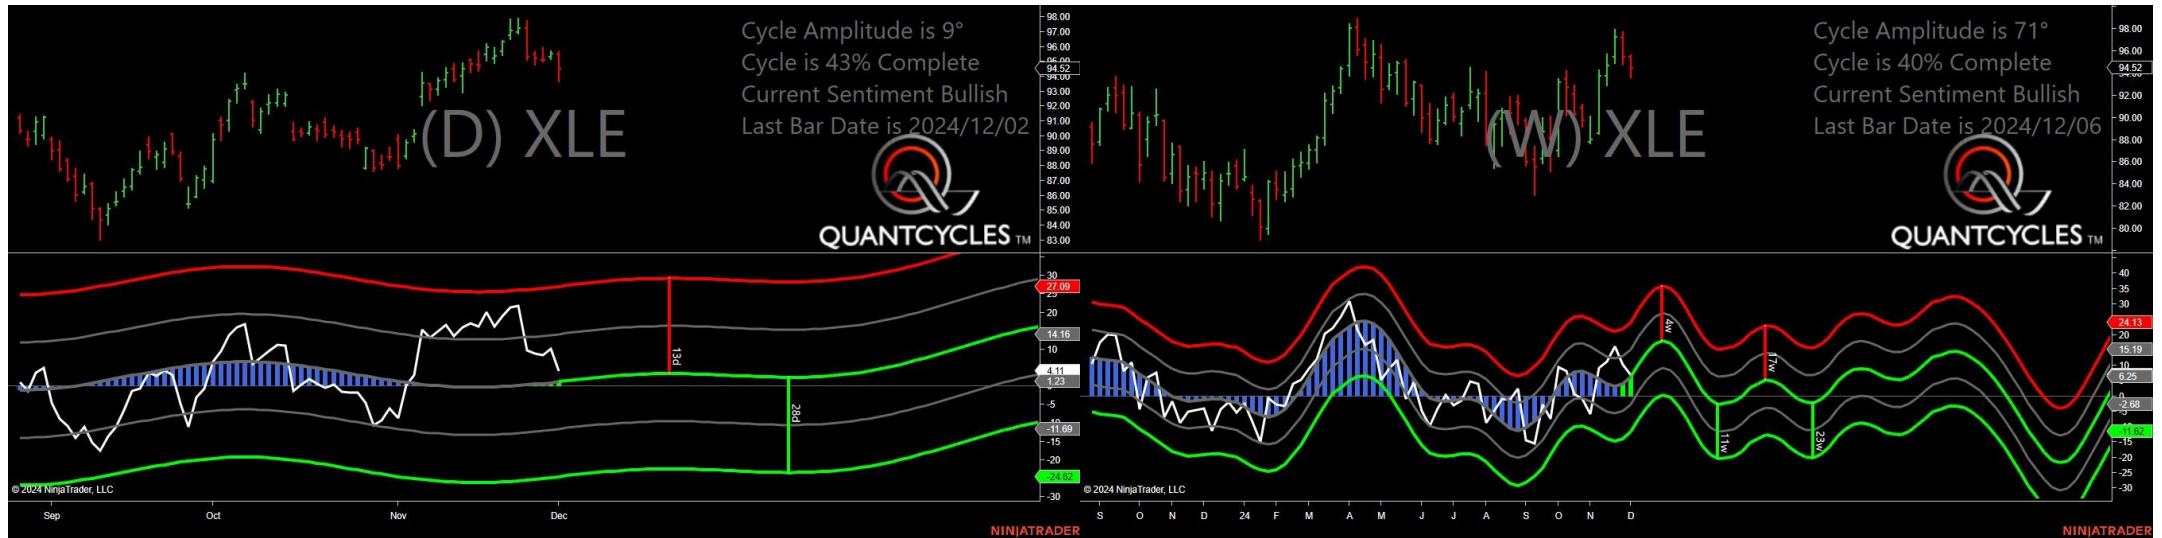 Cycle Amplitude is 9°
Cycle is 43% Complete
Current Sentiment Bullish
Last Bar Date is 2024/12/02
(D) XLE
QUANTCYCLES TM
98.00
97.00
96.00
94.52
94.00
93.00
92.00
91.00
90.00
89.00
88.00
87.00
86.00
85.00
84.00
83.00
30
27.09
25
20
14.16
10
4.11
1.23
-5
-11.69
-15
-20
-24.62
-30
13d
28d
© 2024 NinjaTrader, LLC
Sep
Oct
Nov
Dec
NINJATRADER
Cycle Amplitude is 71°
Cycle is 40% Complete
Current Sentiment Bullish
Last Bar Date is 2024/12/06
(W) XLE
QUANTCYCLES TM
98.00
96.00
94.52
92.00
90.00
88.00
86.00
84.00
82.00
80.00
40
35
30
24.13
20
15.19
10
6.25
0
-2.68
-11.62
-15
-20
-25
-30
4w
17w
11w
23w
© 2024 NinjaTrader, LLC
S
O
N
D
24
F
M
A
M
J
J
A
S
O
N
D
NINJATRADER